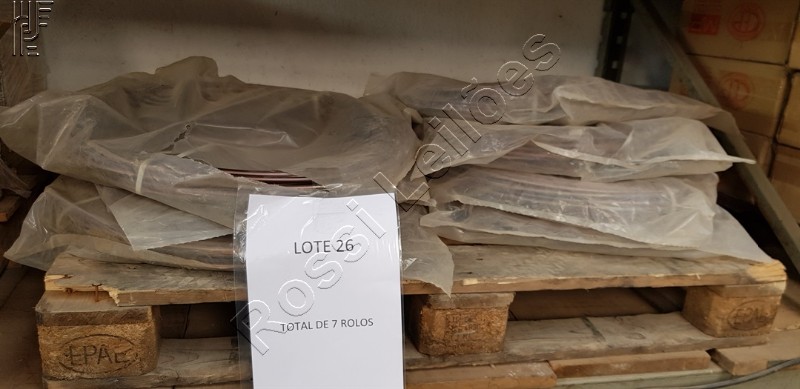 LOTE 26
TOTAL DE 7 ROLOS
Rossi Leilões
EPAL